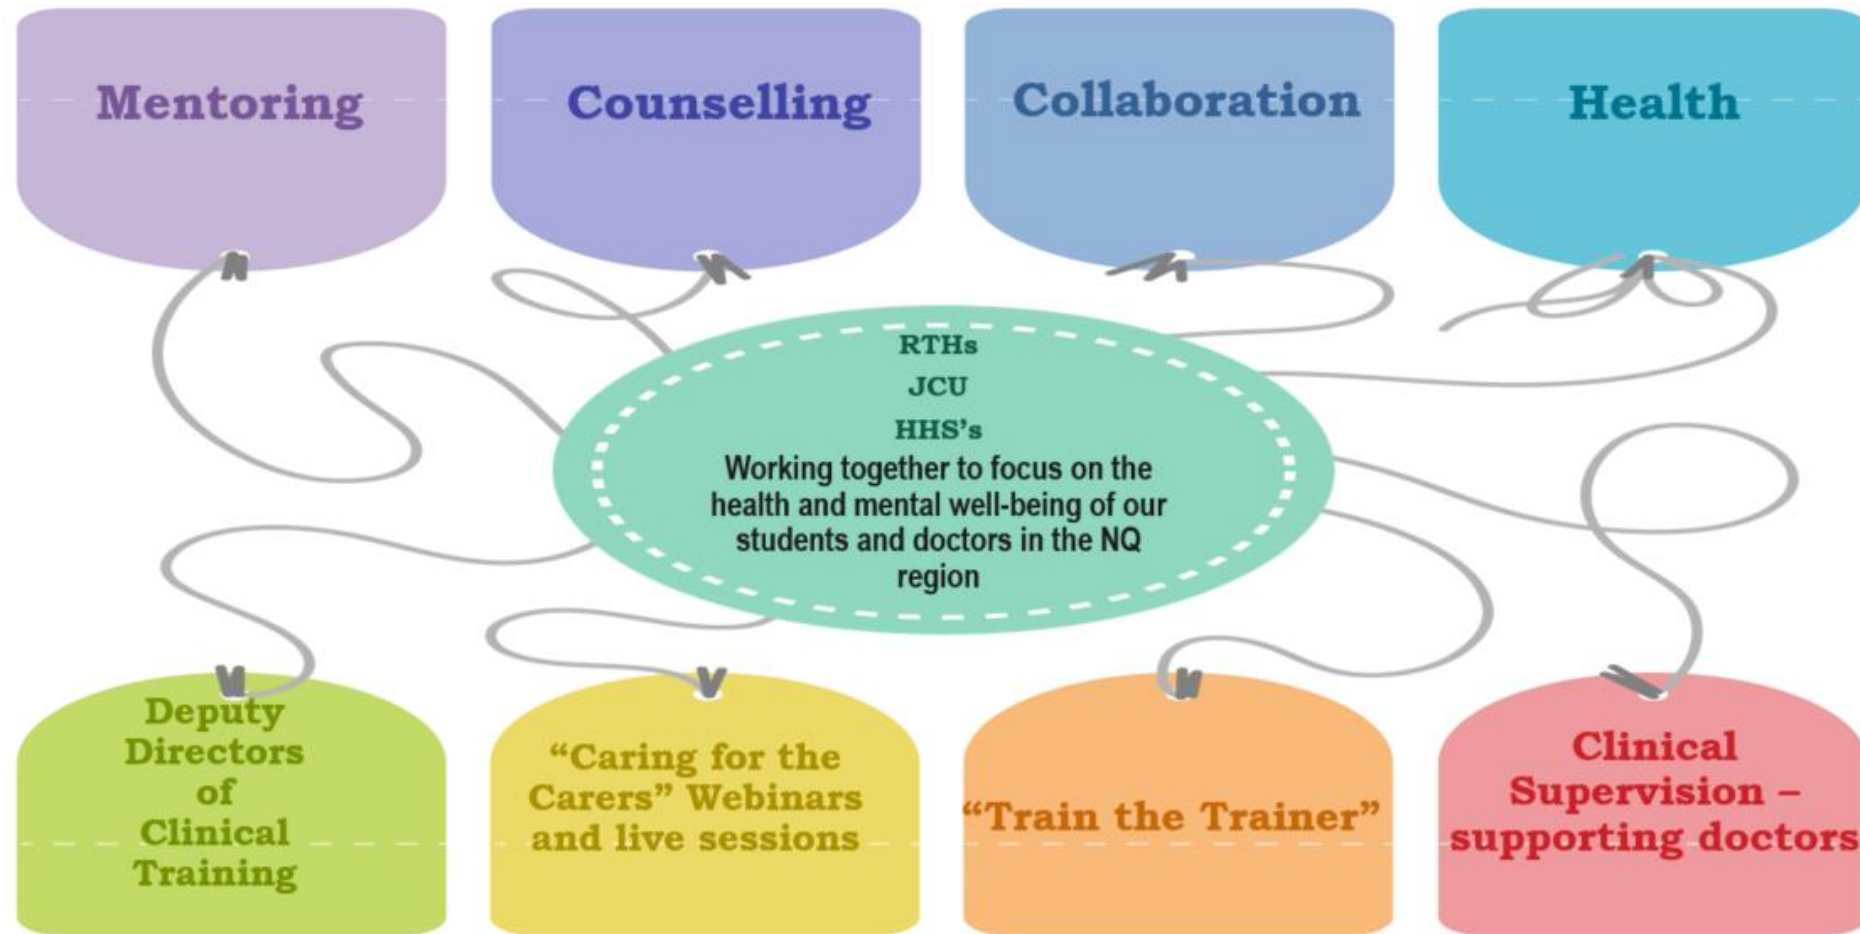 Mentoring
Counselling
Collaboration
Health
RTHs
JCU
HHS's
Working together to focus on the
health and mental well-being of our
students and doctors in the NQ
region
Deputy
Directors
of
Clinical
Training
“Caring for the
Carers” Webinars
and live sessions
“Train the Trainer”
Clinical
Supervision –
supporting doctors